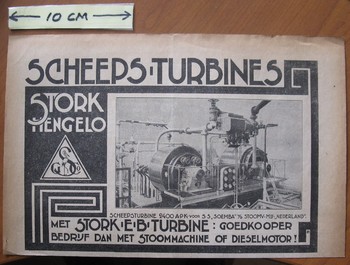 10 CM
SCHEEPS-TURBINES
STORK
HENGELO
SCHEEPSTURBINE 9600 A.P.K. VOOR S.S. „SOEMBA" ⁠STOOMV-MIJ- „NEDERLAND"
MET STORK-E-B-TURBINE: GOEDKOOPER
BEDRIJF DAN MET STOOMMACHINE OF DIESELMOTOR!